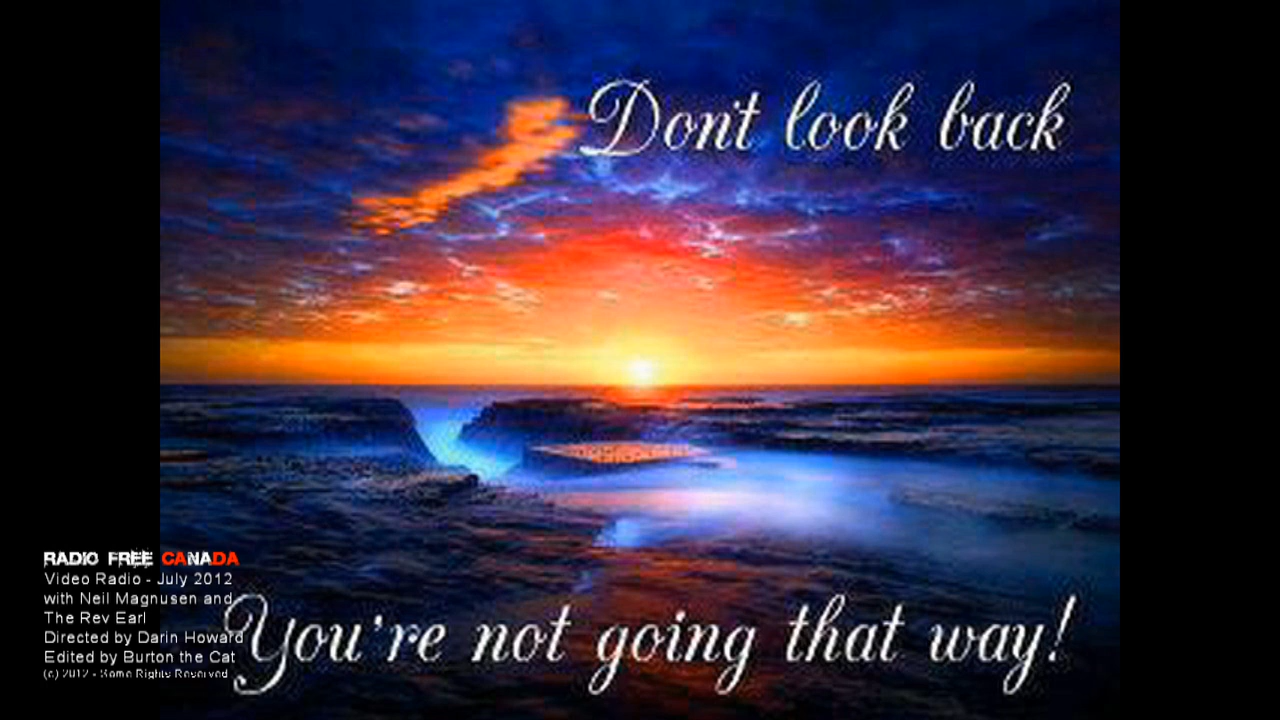 Don't look back
RADIO FREE CANADA
Video Radio - July 2012
with Neil Magnusen and
The Rev Earl
Directed by Darin Howard
Edited by Burton the Cat
(c) 2012 - Some Rights Reserved
You're not going that way!